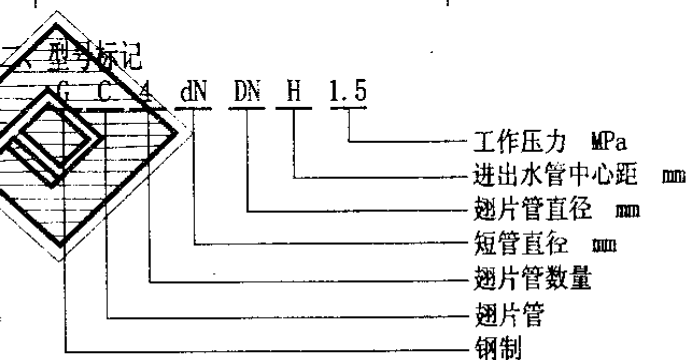 型号标记
G C 4 dN DN H 1.5
工作压力 MPa
进出水管中心距 mm
翅片管直径 mm
短管直径 mm
翅片管数量
翅片管
钢制